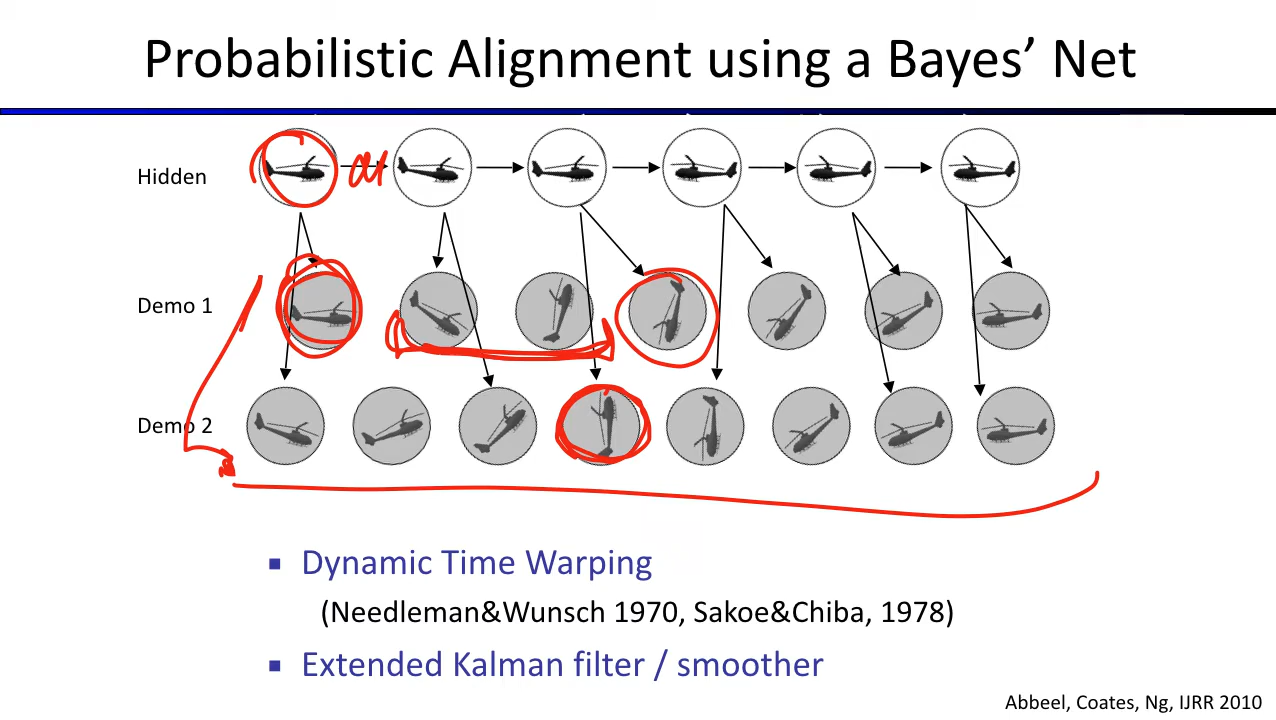 Probabilistic Alignment using a Bayes’ Net
Hidden
Demo 1
Demo 2
Dynamic Time Warping
(Needleman&Wunsch 1970, Sakoe&Chiba, 1978)
Extended Kalman filter / smoother
Abbeel, Coates, Ng, IJRR 2010